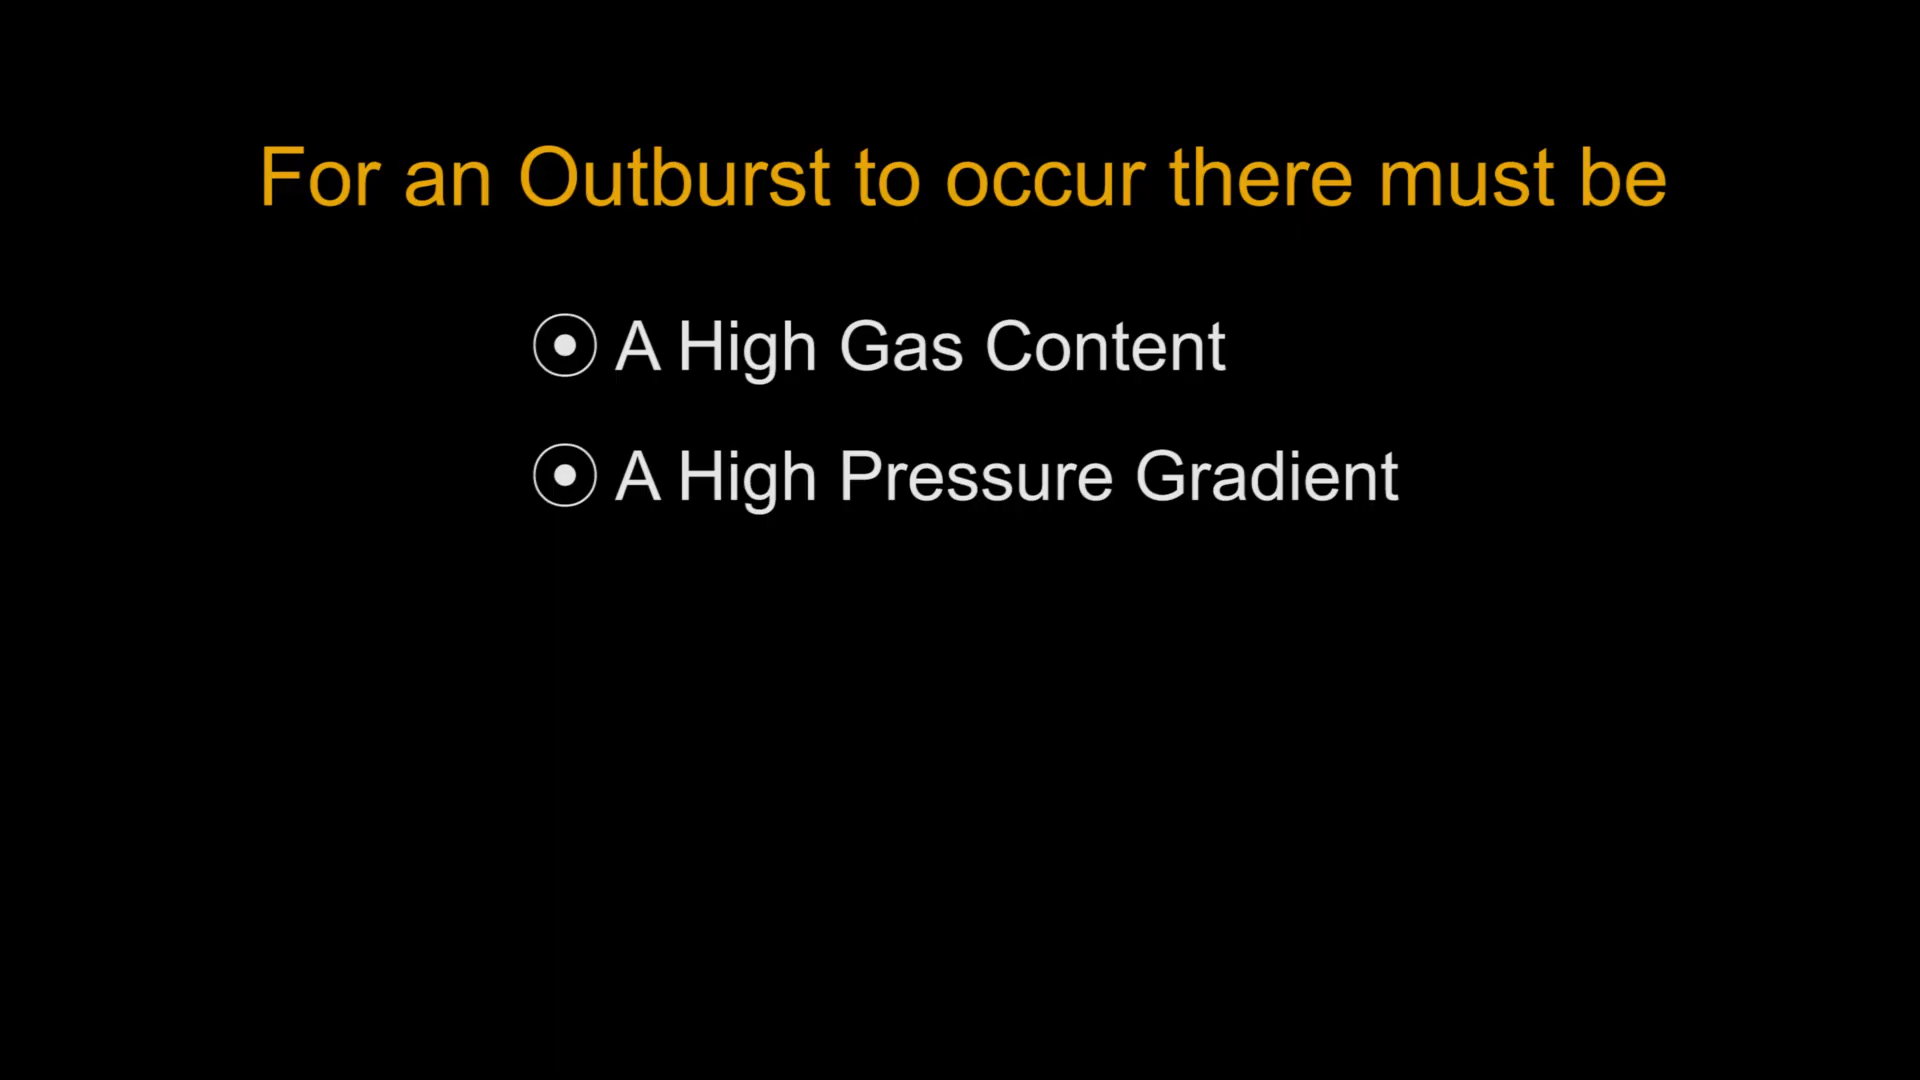 For an Outburst to occur there must be
A High Gas Content
A High Pressure Gradient